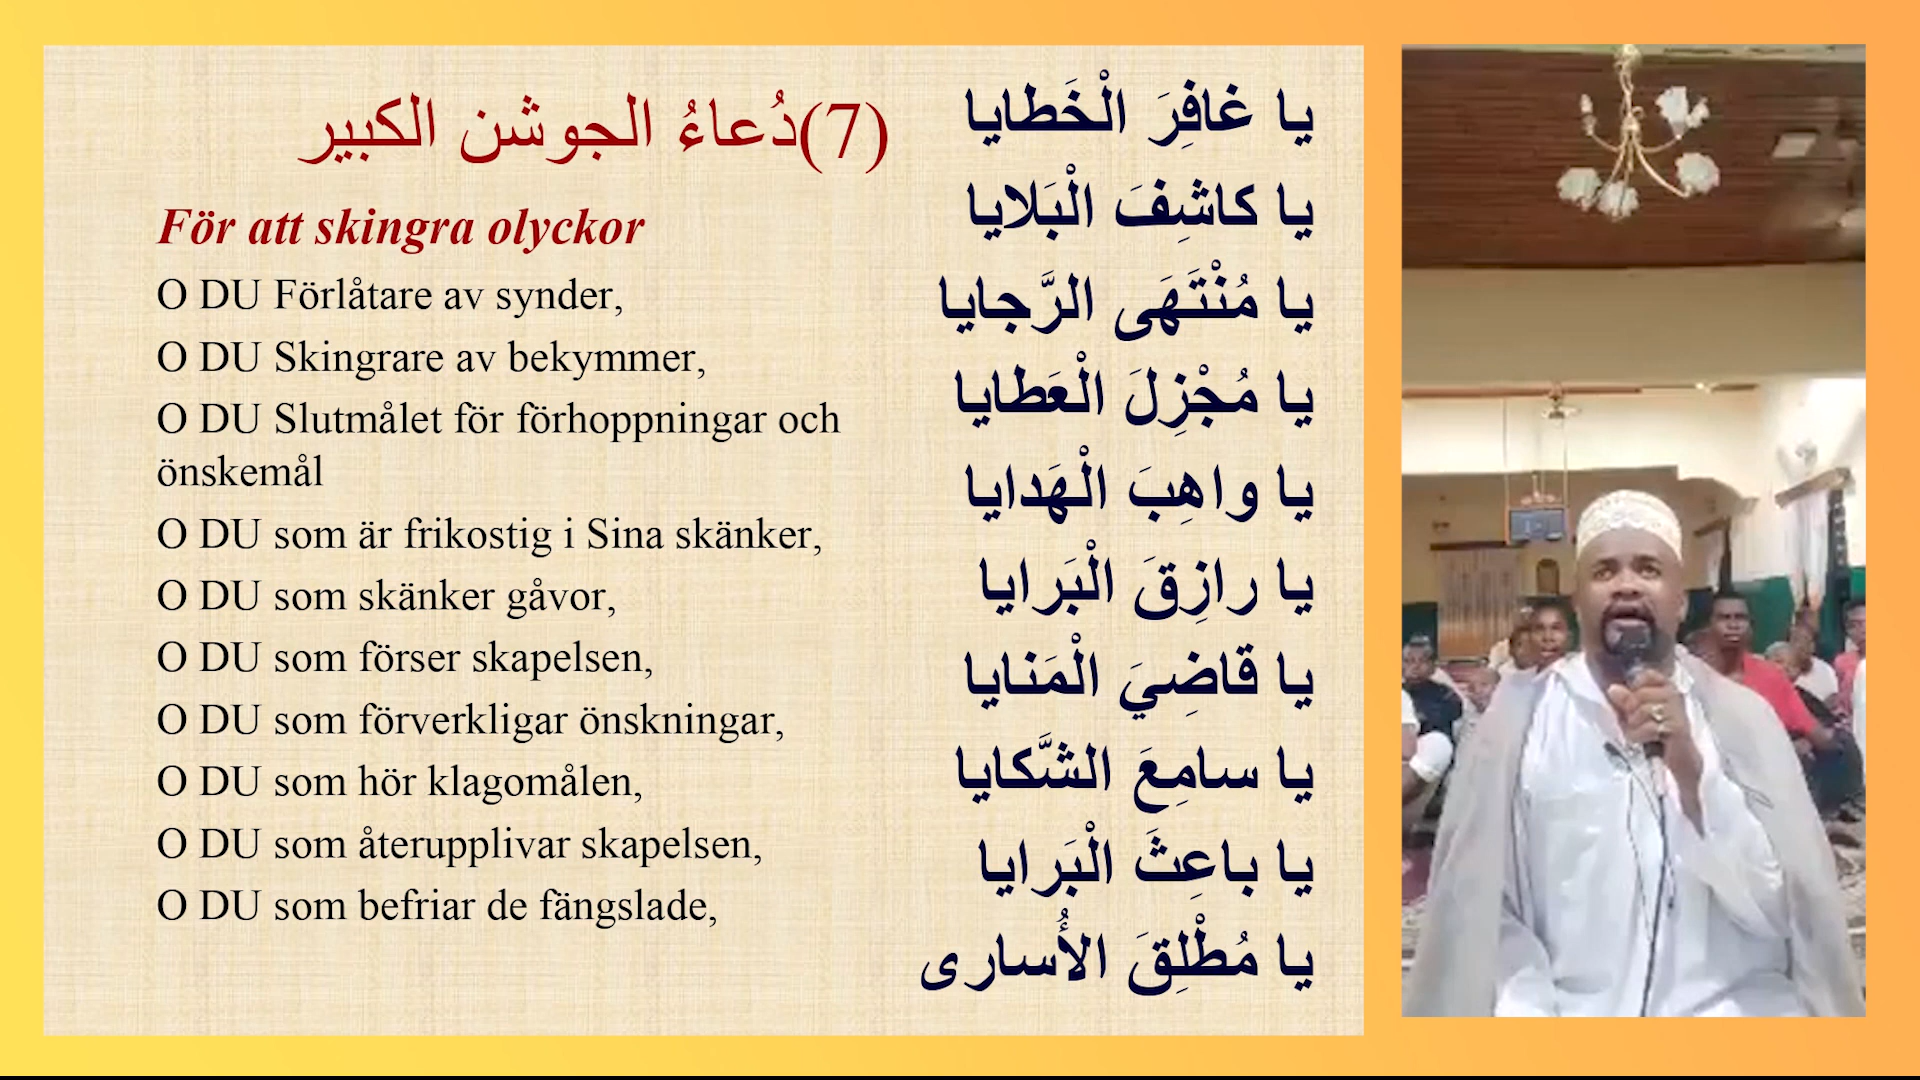 (7)دُعاءُ الجوشن الكبير
För att skingra olyckor
O DU Förlåtare av synder,
O DU Skingrare av bekymmer,
O DU Slutmålet för förhoppningar och
önskemål
O DU som är frikostig i Sina skänker,
O DU som skänker gåvor,
O DU som förser skapelsen,
O DU som förverkligar önskningar,
O DU som hör klagomålen,
O DU som återupplivar skapelsen,
O DU som befriar de fängslade,
يا غافِرَ الْخَطايا
يا كاشِفَ الْبَلايا
يا مُنْتَهَى الرَّجايا
يا مُجْزِلَ الْعَطايا
يا واهِبَ الْهَدايا
يا رازِقَ الْبَرايا
يا قاضِيَ الْمَنايا
يا سامِعَ الشَّكايا
يا باعِثَ الْبَرايا
يا مُطْلِقَ الأُسارى